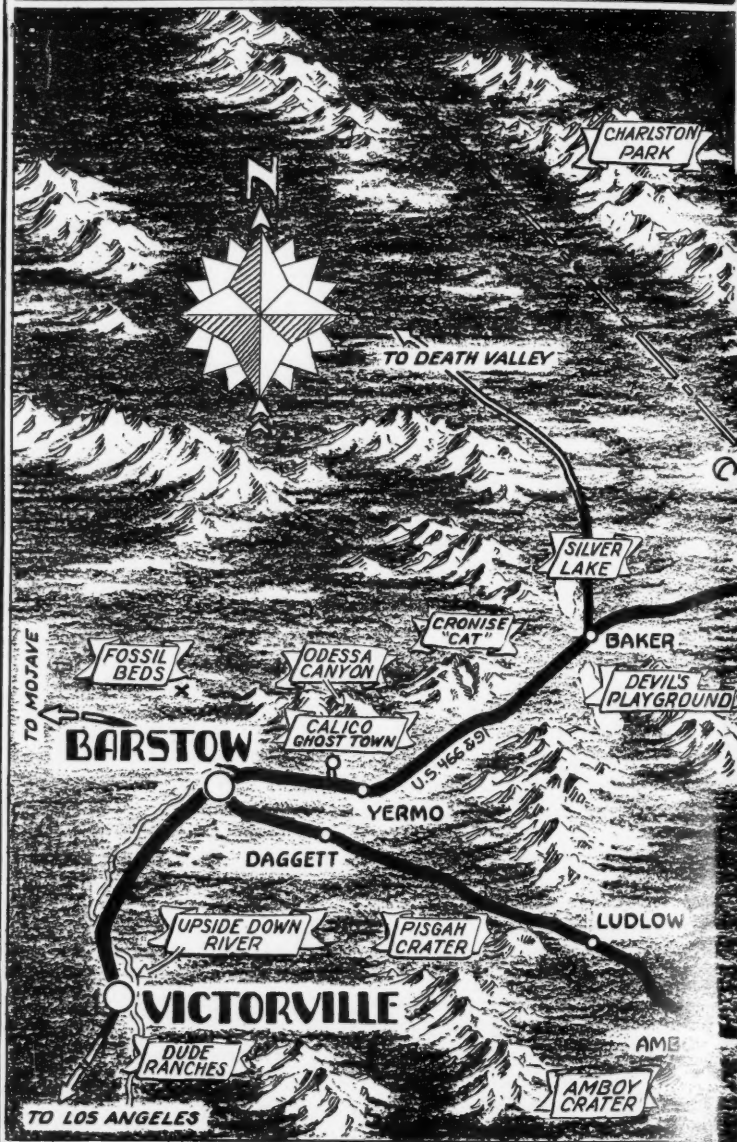 CHARLSTON
PARK
N
TO DEATH VALLEY
SILVER
LAKE
CRONISE
"CAT"
BAKER
TO MOJAVE
FOSSIL
BEDS
ODESSA
CANYON
DEVIL'S
PLAYGROUND
CALICO
GHOST TOWN
BARSTOW
U.S. 466 & 91
YERMO
DAGGETT
UPSIDE DOWN
RIVER
PISGAH
CRATER
LUDLOW
VICTORVILLE
DUDE
RANCHES
AMB
AMBOY
CRATER
TO LOS ANGELES